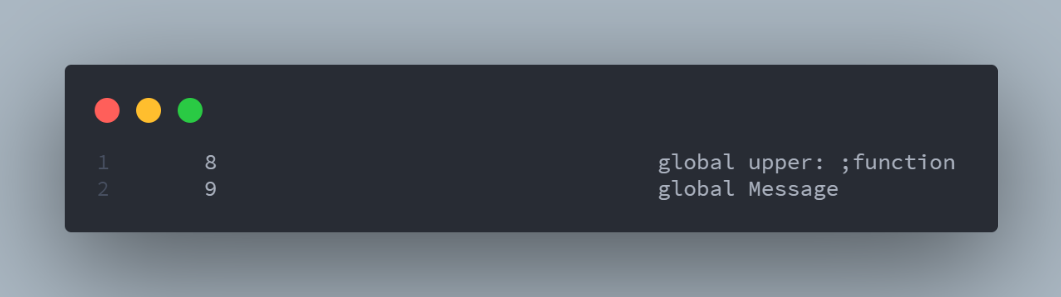 1 8 global upper: ;function
2 9 global Message